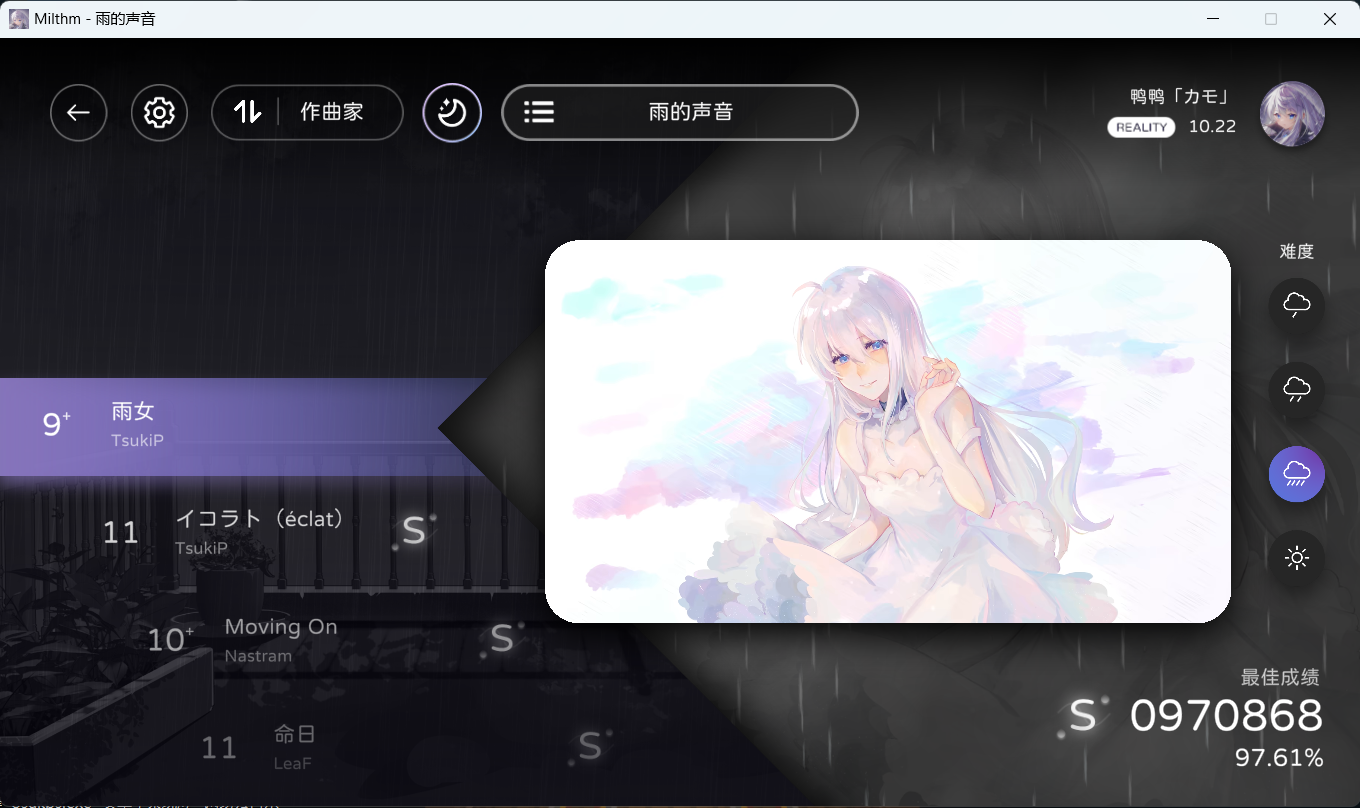 Milthm - 雨的声音
作曲家
雨的声音
鸭鸭「カモ」
REALITY 10.22
难度
9+ 雨女
TsukiP
11 イコラト（éclat） S
TsukiP
10+ Moving On S
Nastram
11 命日 S
LeaF
最佳成绩
S 0970868
97.61%